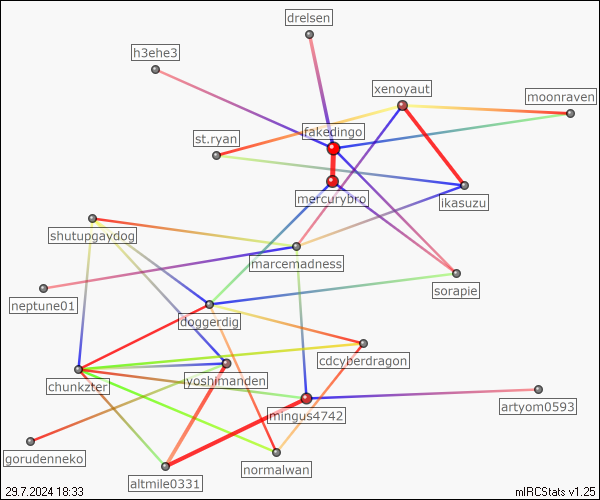 drelsen
h3ehe3
xenoyaut
moonraven
fakedingo
st.ryan
mercurybro
ikasuzu
shutupgaydog
marcemadness
sorapie
neptune01
doggerdig
cdcyberdragon
yoshimanden
chunkzter
artyom0593
mingus4742
gorudenneko
normalwan
altmile0331
29.7.2024 18:33
mIRCStats v1.25